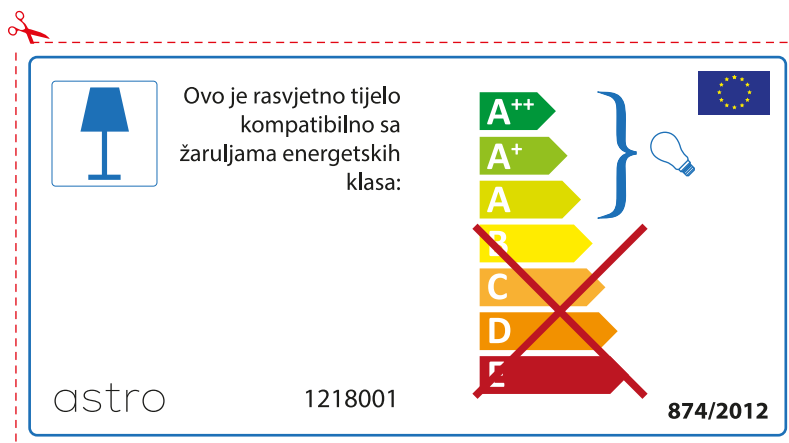 Ovo je rasvjetno tijelo
kompatibilno sa
žaruljama energetskih
klasa:
A++
A+
A
B
C
D
E
astro
1218001
874/2012